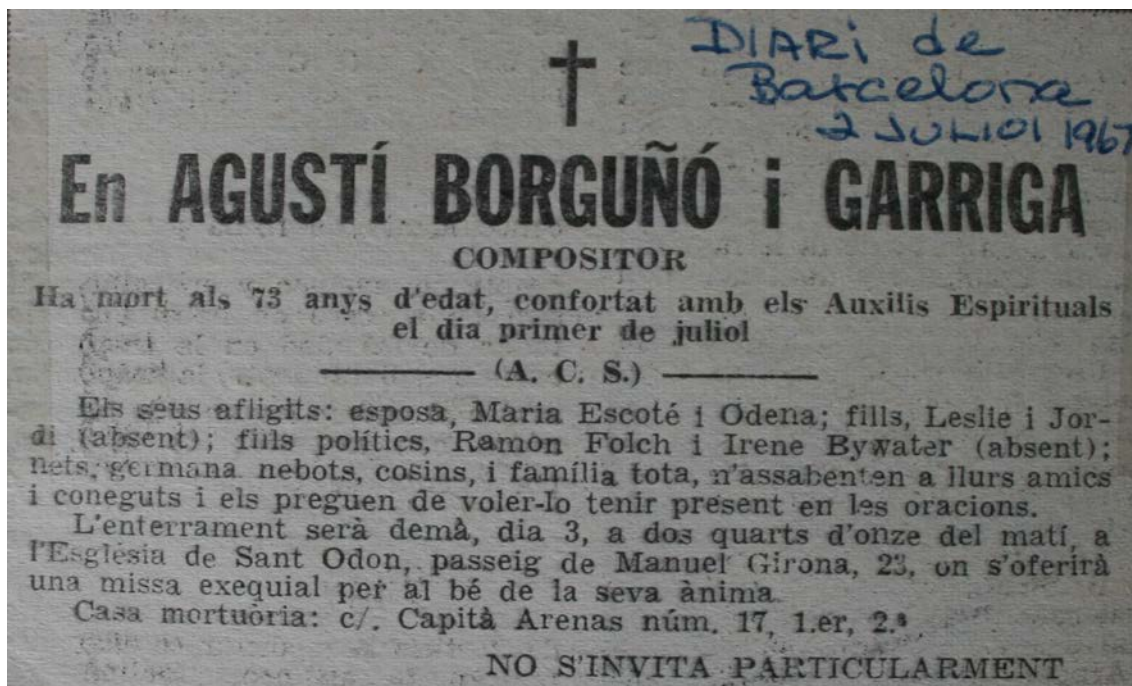 DIARI de
Barcelona
2 JULIOL 1967
En AGUSTÍ BORGUÑÓ i GARRIGA
COMPOSITOR
Ha mort als 73 anys d'edat, confortat amb els Auxilis Espirituals
el dia primer de juliol
(A. C. S.)
Els seus afligits: esposa, Maria Escoté i Odena; fills, Leslie i Jor-
di (absent); fills polítics, Ramon Folch i Irene Bywater (absent);
nets, germana nebots, cosins, i família tota, n'assabenten a llurs amics
i coneguts i els preguen de voler-lo tenir present en les oracions.
L'enterrament serà demà, dia 3, a dos quarts d'onze del matí, a
l'Església de Sant Odon, passeig de Manuel Girona, 23, on s'oferirà
una missa exequial per al bé de la seva ànima.
Casa mortuòria: c/. Capità Arenas núm. 17, 1.er, 2.ª
NO S'INVITA PARTICULARMENT